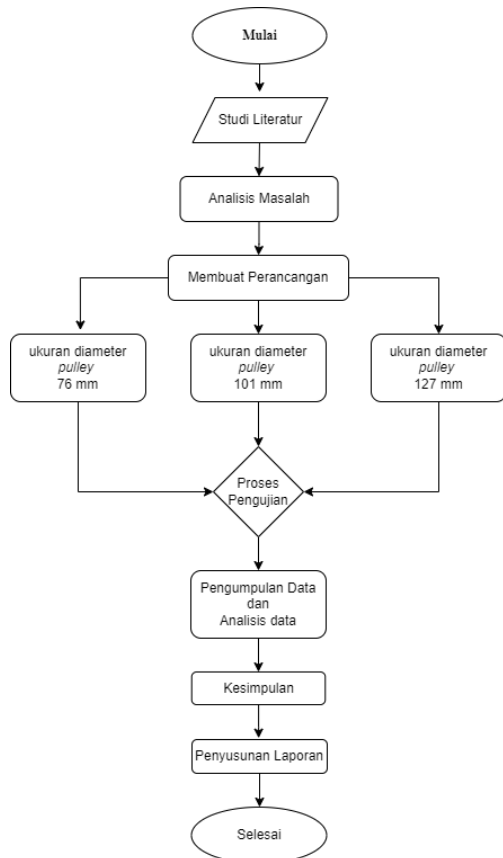 Mulai
Studi Literatur
Analisis Masalah
Membuat Perancangan
ukuran diameter
pulley
76 mm
ukuran diameter
pulley
101 mm
ukuran diameter
pulley
127 mm
Proses
Pengujian
Pengumpulan Data
dan
Analisis data
Kesimpulan
Penyusunan Laporan
Selesai